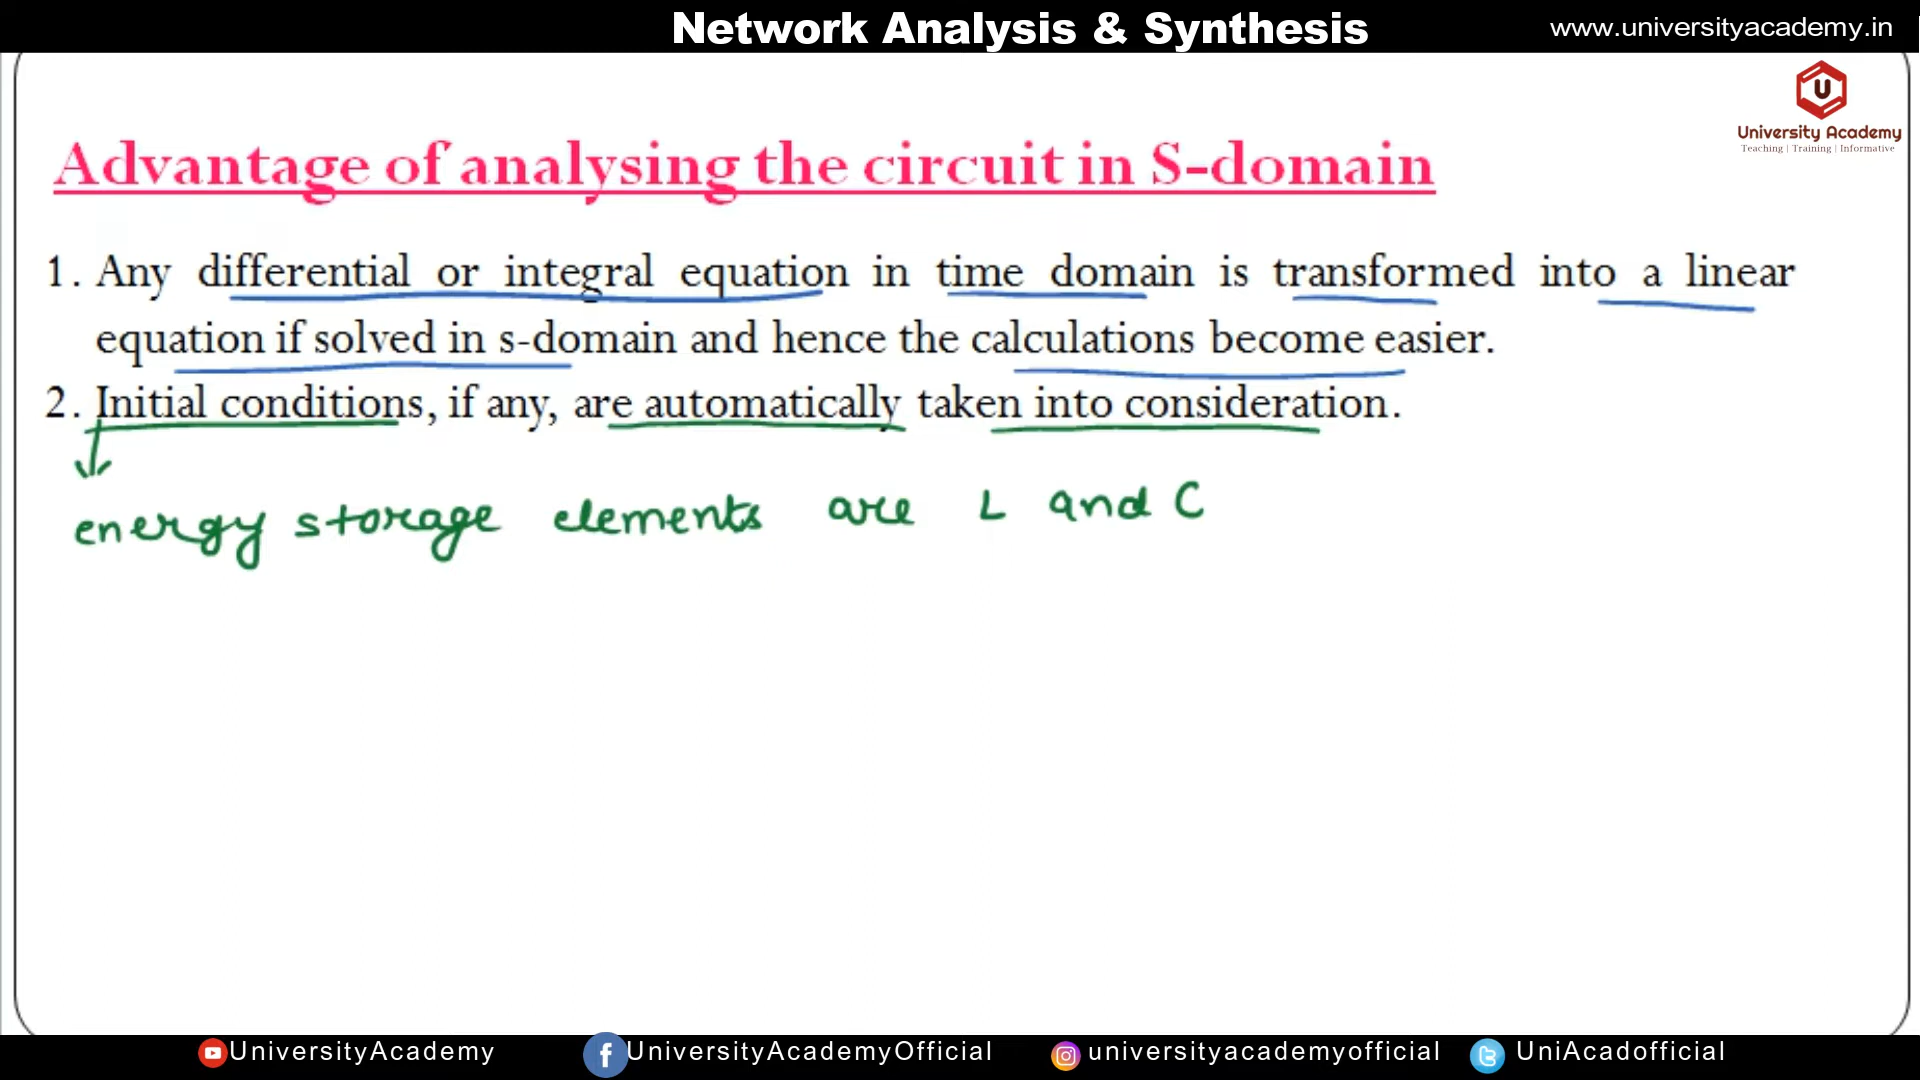 Network Analysis & Synthesis
www.universityacademy.in
U
University Academy
Teaching | Training | Informative
Advantage of analysing the circuit in S-domain
1. Any differential or integral equation in time domain is transformed into a linear
equation if solved in s-domain and hence the calculations become easier.
2. Initial conditions, if any, are automatically taken into consideration.
energy storage elements are L and C
UniversityAcademy
UniversityAcademyOfficial
universityacademyofficial
UniAcadofficial